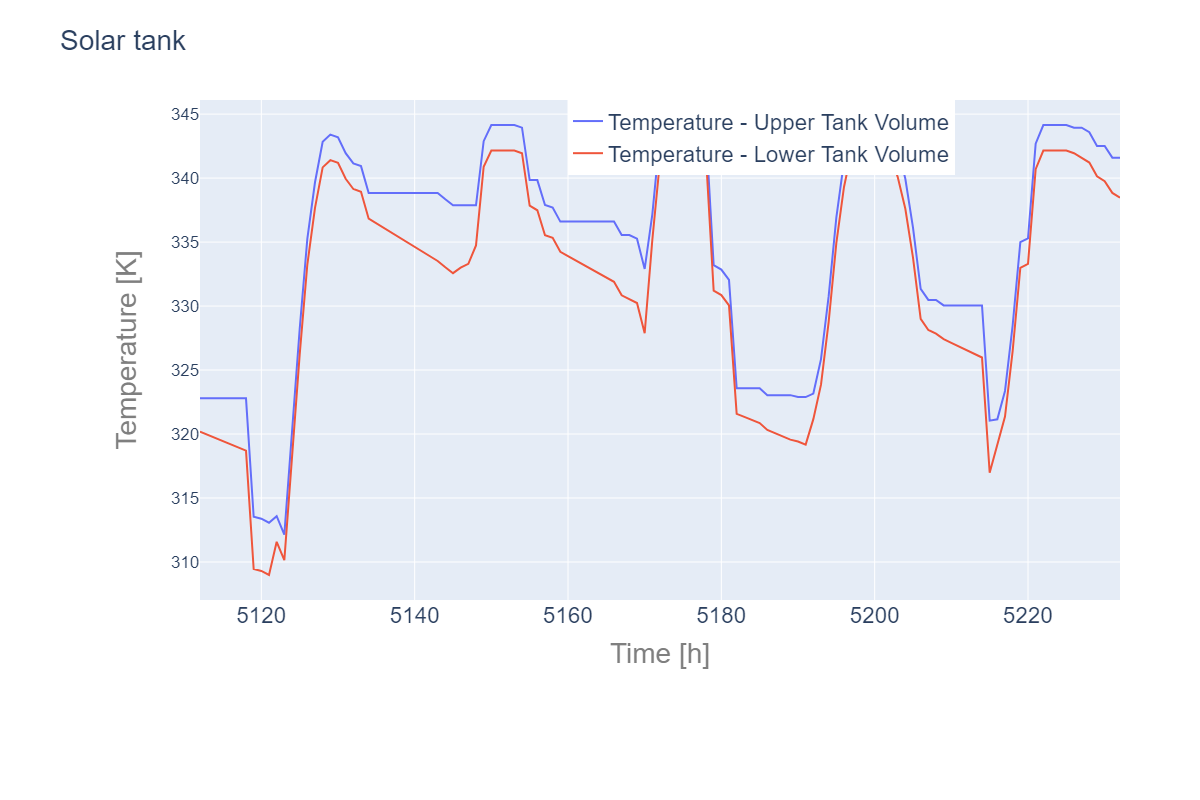 Solar tank
Temperature - Upper Tank Volume
Temperature - Lower Tank Volume
345
340
335
330
325
320
315
310
Temperature [K]
5120 5140 5160 5180 5200 5220
Time [h]